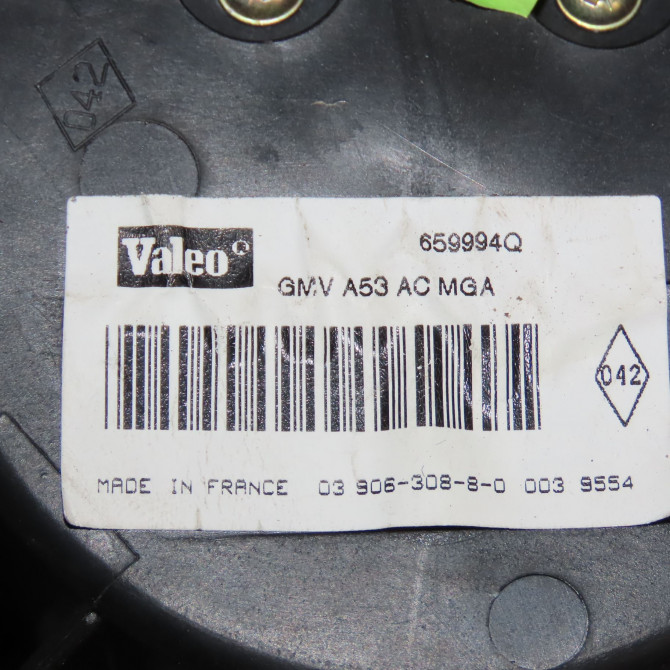 042
Valeo
659994Q
GMV A53 AC MGA
042
MADE IN FRANCE 03 906-308-8-0 003 9554